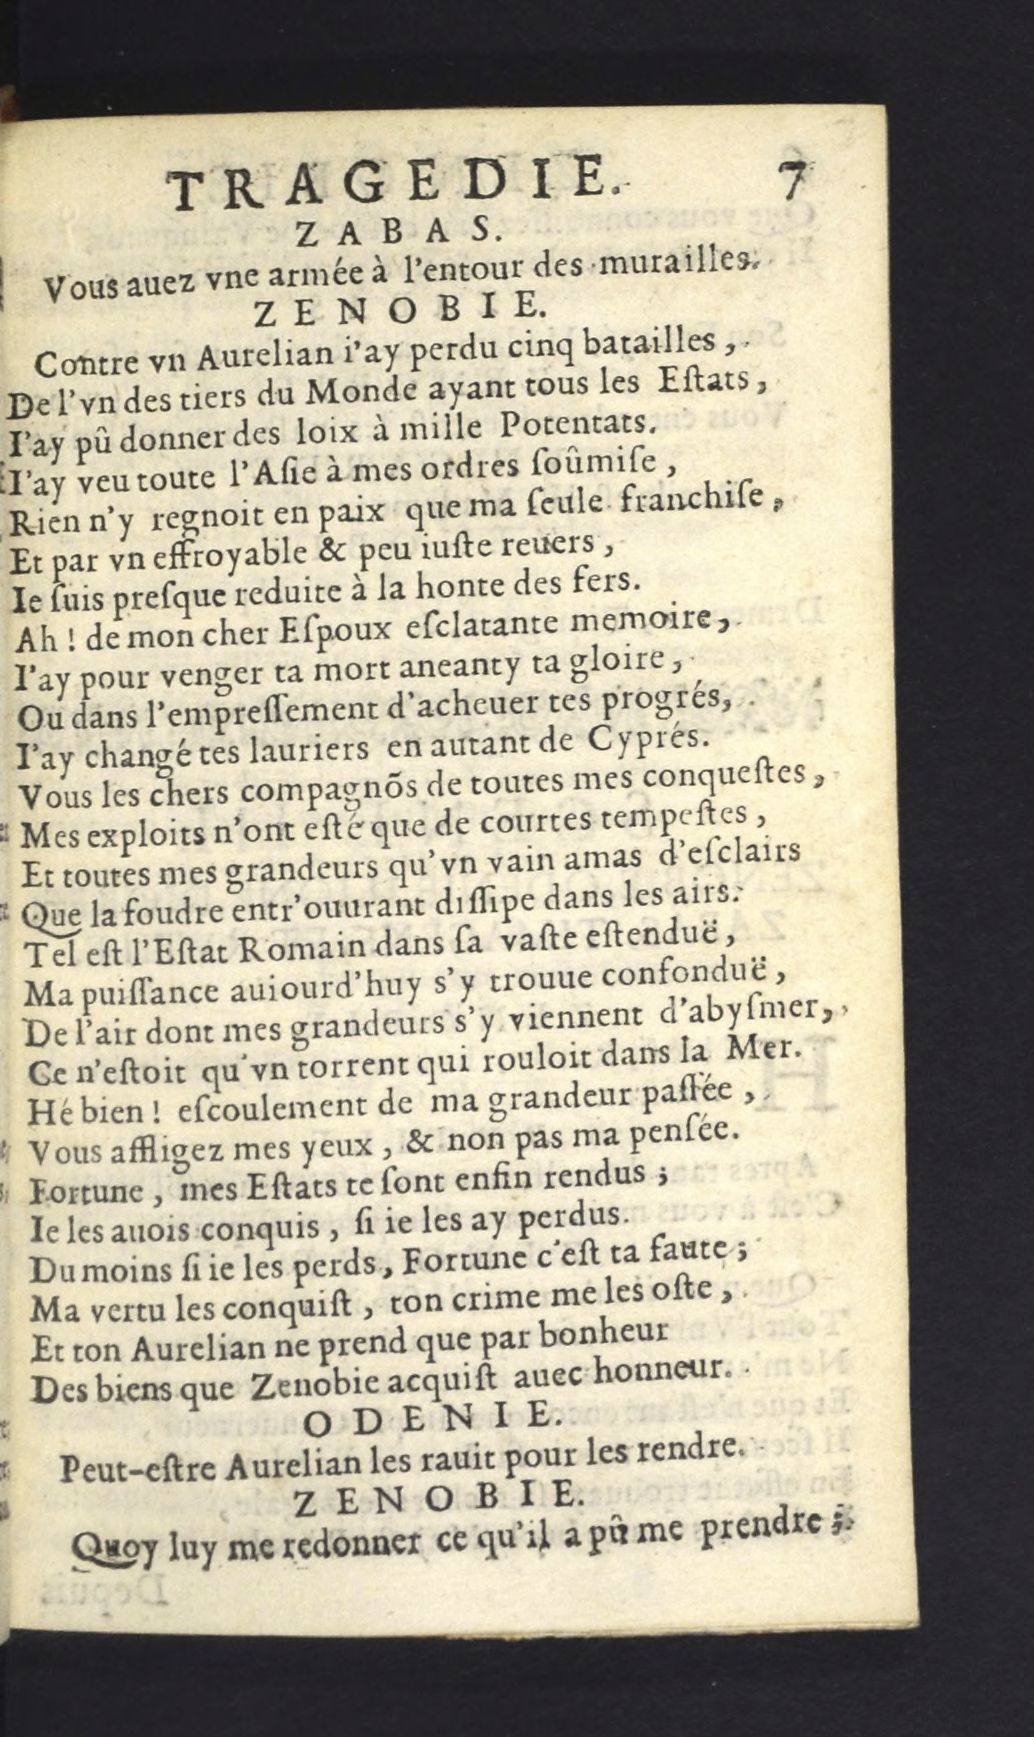 TRAGEDIE. 7
ZABAS.
Vous auez vne armée à l'entour des murailles.
ZENOBIE.
Contre vn Aurelian i'ay perdu cinq batailles,
De l'vn des tiers du Monde ayant tous les Eſtats,
I'ay pû donner des loix à mille Potentats.
I'ay veu toute l'Aſie à mes ordres ſoûmiſe,
Rien n'y regnoit en paix que ma ſeule franchiſe,
Et par vn effroyable & peu iuſte reuers,
Ie ſuis preſque reduite à la honte des fers.
Ah ! de mon cher Eſpoux eſclatante memoire,
I'ay pour venger ta mort aneanty ta gloire,
Ou dans l'empreſſement d'acheuer tes progrés,
I'ay changé tes lauriers en autant de Cyprés.
Vous les chers compagnõs de toutes mes conqueſtes,
Mes exploits n'ont eſté que de courtes tempeſtes,
Et toutes mes grandeurs qu'vn vain amas d'eſclairs
Que la foudre entr'ouurant diſſipe dans les airs.
Tel eſt l'Eſtat Romain dans ſa vaſte eſtenduë,
Ma puiſſance auiourd'huy s'y trouue confonduë,
De l'air dont mes grandeurs s'y viennent d'abyſmer,
Ce n'eſtoit qu'vn torrent qui rouloit dans la Mer.
Hé bien ! eſcoulement de ma grandeur paſſée,
Vous affligez mes yeux, & non pas ma penſée.
Fortune, mes Eſtats te ſont enfin rendus ;
Ie les auois conquis, ſi ie les ay perdus.
Du moins ſi ie les perds, Fortune c'eſt ta faute ;
Ma vertu les conquiſt, ton crime me les oſte,
Et ton Aurelian ne prend que par bonheur
Des biens que Zenobie acquiſt auec honneur.
ODENIE.
Peut-eſtre Aurelian les rauit pour les rendre.
ZENOBIE.
Quoy luy me redonner ce qu'il a pû me prendre ;